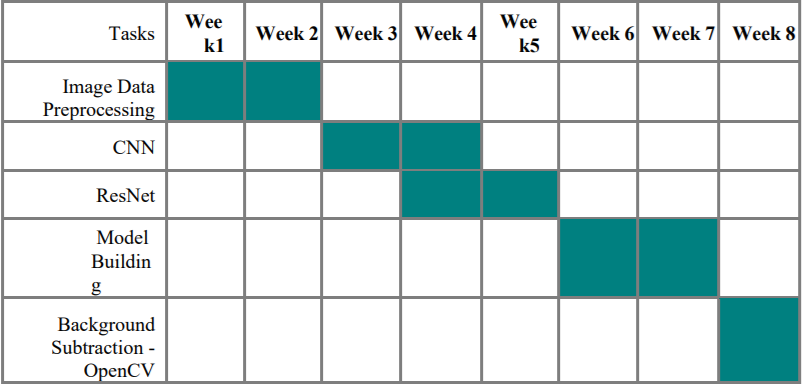 Tasks
Wee
k1
Week 2
Week 3
Week 4
Wee
k5
Week 6
Week 7
Week 8
Image Data
Preprocessing
CNN
ResNet
Model
Buildin
g
Background
Subtraction -
OpenCV